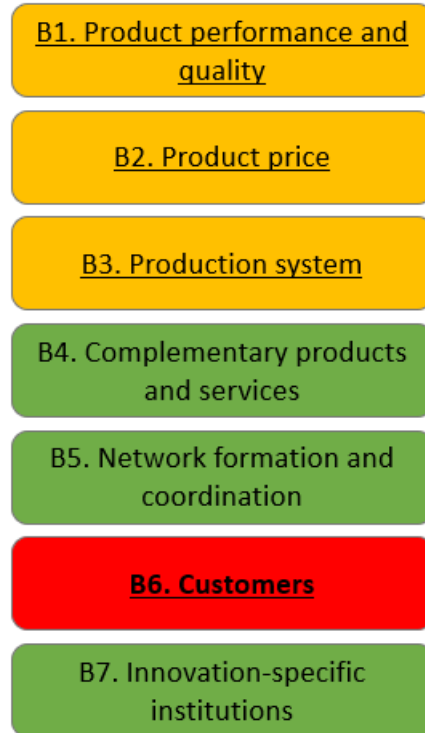 B1. Product performance and
quality
B2. Product price
B3. Production system
B4. Complementary products
and services
B5. Network formation and
coordination
B6. Customers
B7. Innovation-specific
institutions